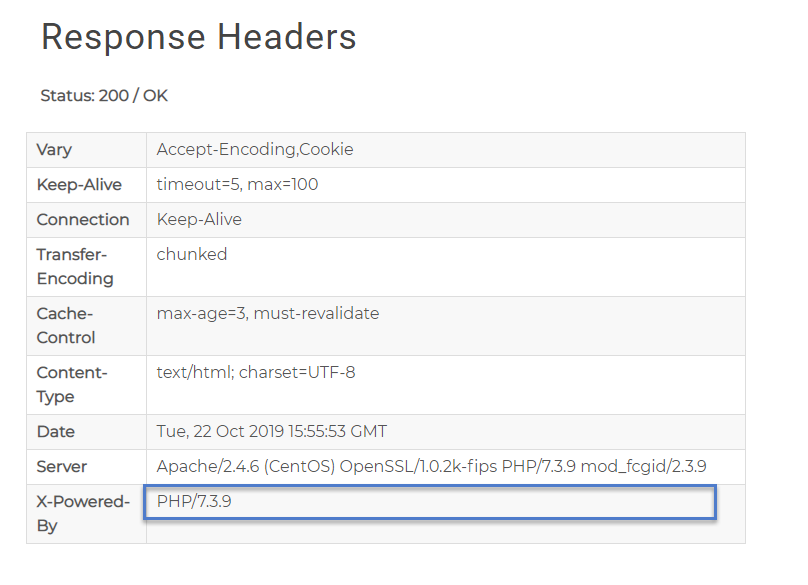 Response Headers
Status: 200 / OK
Vary Accept-Encoding,Cookie
Keep-Alive timeout=5, max=100
Connection Keep-Alive
Transfer- chunked
Encoding
Cache- max-age=3, must-revalidate
Control
Content- text/html; charset=UTF-8
Type
Date Tue, 22 Oct 2019 15:55:53 GMT
Server Apache/2.4.6 (CentOS) OpenSSL/1.0.2k-fips PHP/7.3.9 mod_fcgid/2.3.9
X-Powered- PHP/7.3.9
By